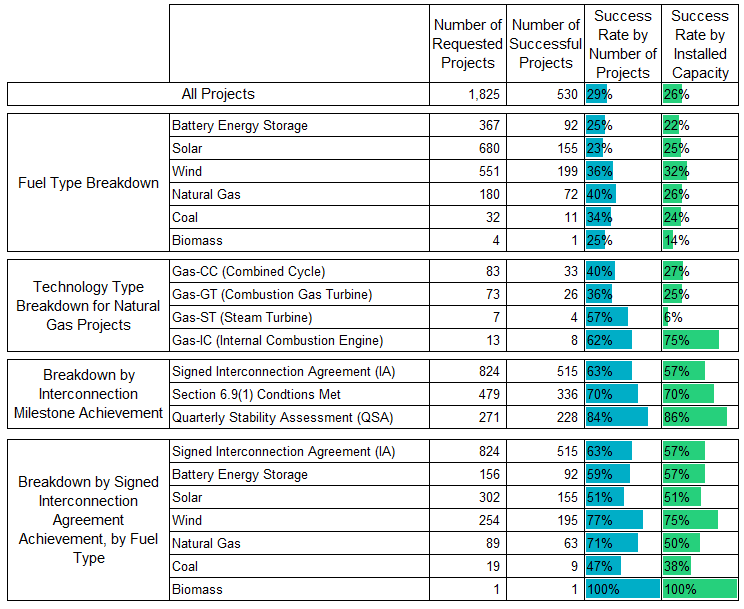 Number of Requested Projects Number of Successful Projects Success Rate by Number of Projects Success Rate by Installed Capacity
All Projects 1,825 530 29% 26%
Fuel Type Breakdown
Battery Energy Storage 367 92 25% 22%
Solar 680 155 23% 25%
Wind 551 199 36% 32%
Natural Gas 180 72 40% 26%
Coal 32 11 34% 24%
Biomass 4 1 25% 14%
Technology Type
Breakdown for Natural
Gas Projects
Gas-CC (Combined Cycle) 83 33 40% 27%
Gas-GT (Combustion Gas Turbine) 73 26 36% 25%
Gas-ST (Steam Turbine) 7 4 57% 6%
Gas-IC (Internal Combustion Engine) 13 8 62% 75%
Breakdown by
Interconnection
Milestone Achievement
Signed Interconnection Agreement (IA) 824 515 63% 57%
Section 6.9(1) Condtions Met 479 336 70% 70%
Quarterly Stability Assessment (QSA) 271 228 84% 86%
Breakdown by Signed
Interconnection
Agreement
Achievement, by Fuel
Type
Signed Interconnection Agreement (IA) 824 515 63% 57%
Battery Energy Storage 156 92 59% 57%
Solar 302 155 51% 51%
Wind 254 195 77% 75%
Natural Gas 89 63 71% 50%
Coal 19 9 47% 38%
Biomass 1 1 100% 100%